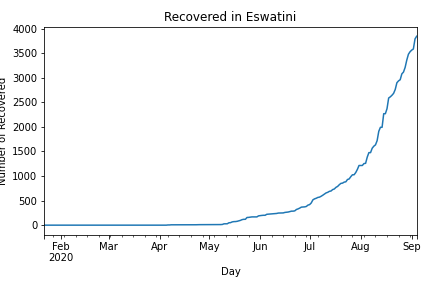 Recovered in Eswatini
Number of Recovered
4000
3500
3000
2500
2000
1500
1000
500
0
Feb Mar Apr May Jun Jul Aug Sep
2020
Day